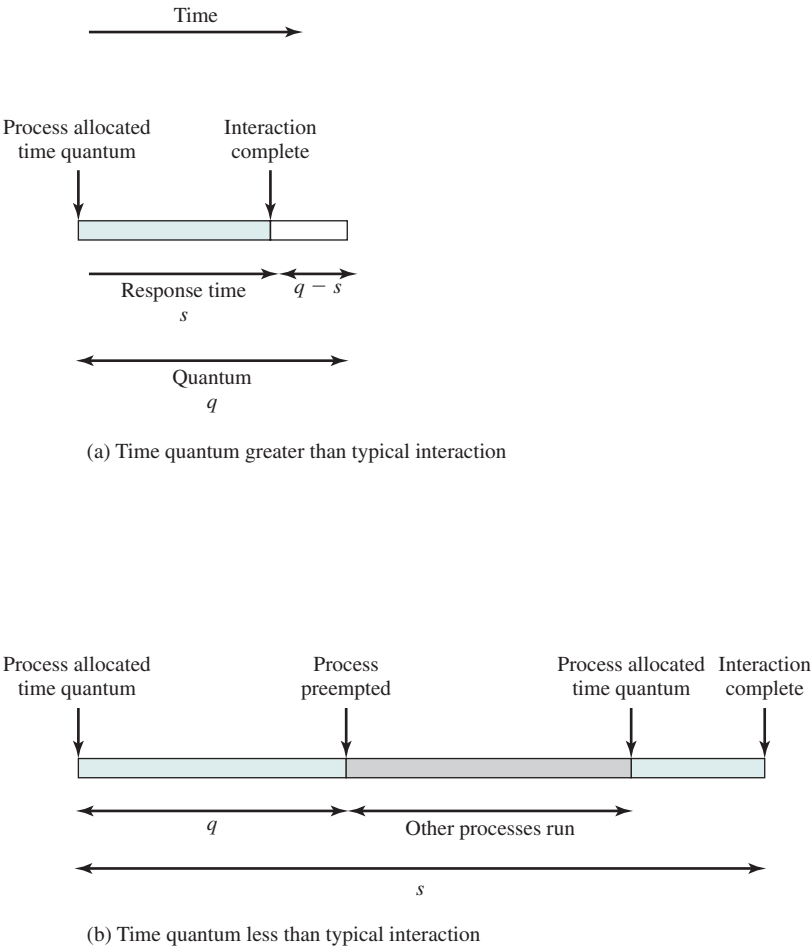 Time
Process allocated
time quantum
Interaction
complete
Response time
s
q − s
Quantum
q
(a) Time quantum greater than typical interaction
Process allocated
time quantum
Process
preempted
Process allocated
time quantum
Interaction
complete
q
Other processes run
s
(b) Time quantum less than typical interaction